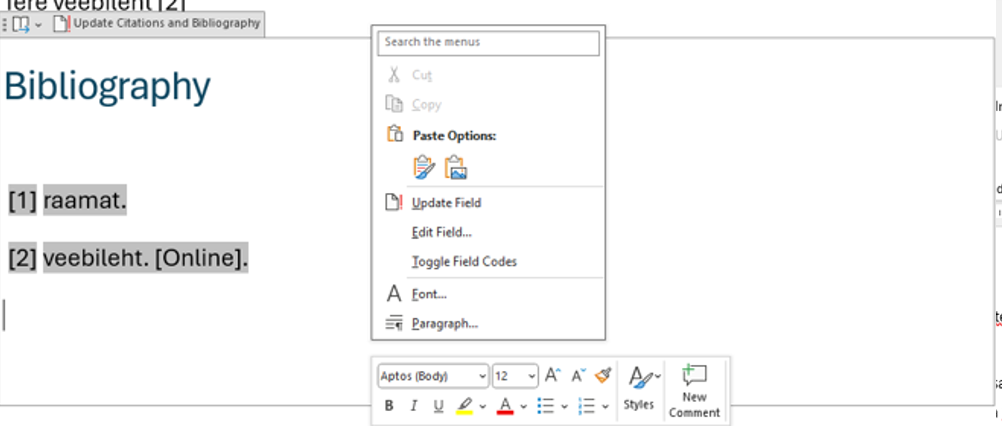 Tere veebileht [2]
Update Citations and Bibliography
Bibliography
[1] raamat.
[2] veebileht. [Online].
Search the menus
Cut
Copy
Paste Options:
Update Field
Edit Field...
Toggle Field Codes
Font...
Paragraph...
Aptos (Body) 12 A A
B I U A Styles New
Comment